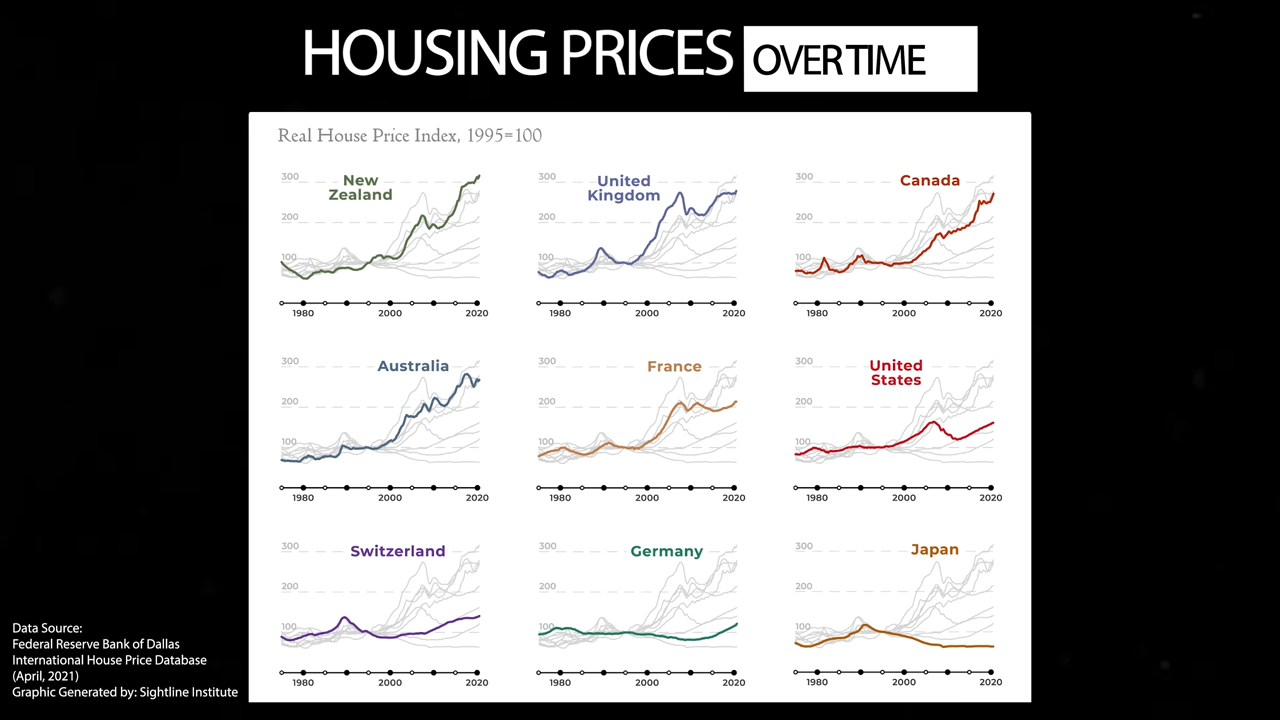 HOUSING PRICES OVER TIME
Real House Price Index, 1995=100
300
New
Zealand
200
100
1980 2000 2020
300
United
Kingdom
200
100
1980 2000 2020
300
Canada
200
100
1980 2000 2020
300
Australia
200
100
1980 2000 2020
300
France
200
100
1980 2000 2020
300
United
States
200
100
1980 2000 2020
300
Switzerland
200
100
1980 2000 2020
300
Germany
200
100
1980 2000 2020
300
Japan
200
100
1980 2000 2020
Data Source:
Federal Reserve Bank of Dallas
International House Price Database
(April, 2021)
Graphic Generated by: Sightline Institute